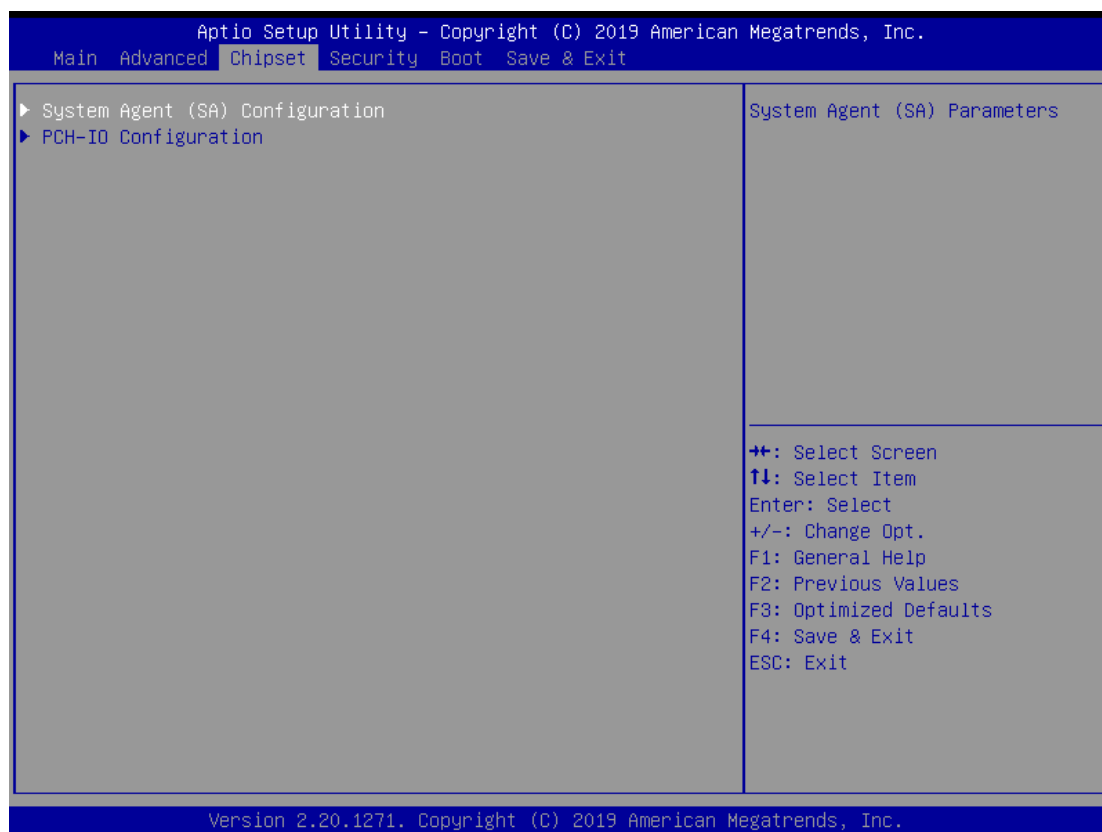 Aptio Setup Utility – Copyright (C) 2019 American Megatrends, Inc.
Main Advanced Chipset Security Boot Save & Exit
▶ System Agent (SA) Configuration
▶ PCH-IO Configuration
System Agent (SA) Parameters
→←: Select Screen
↑↓: Select Item
Enter: Select
+/-: Change Opt.
F1: General Help
F2: Previous Values
F3: Optimized Defaults
F4: Save & Exit
ESC: Exit
Version 2.20.1271. Copyright (C) 2019 American Megatrends, Inc.